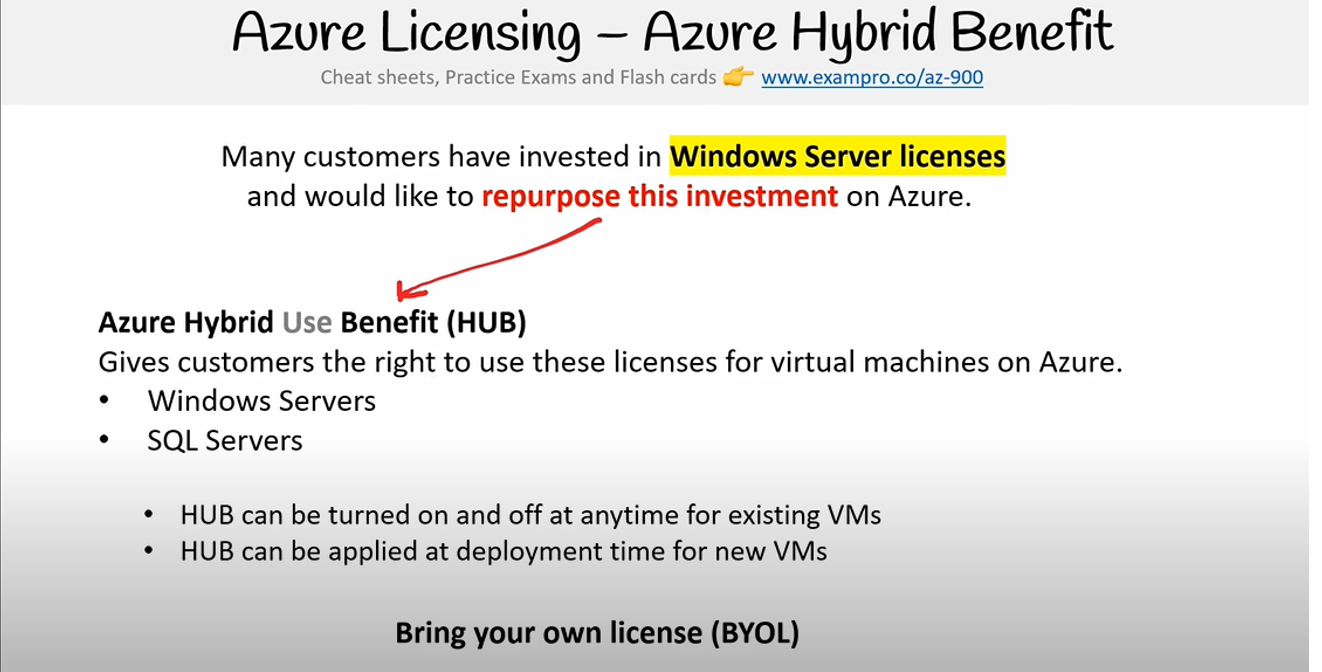 Azure Licensing – Azure Hybrid Benefit
Cheat sheets, Practice Exams and Flash cards 👉 www.exampro.co/az-900
Many customers have invested in Windows Server licenses
and would like to repurpose this investment on Azure.
Azure Hybrid Use Benefit (HUB)
Gives customers the right to use these licenses for virtual machines on Azure.
• Windows Servers
• SQL Servers
• HUB can be turned on and off at anytime for existing VMs
• HUB can be applied at deployment time for new VMs
Bring your own license (BYOL)